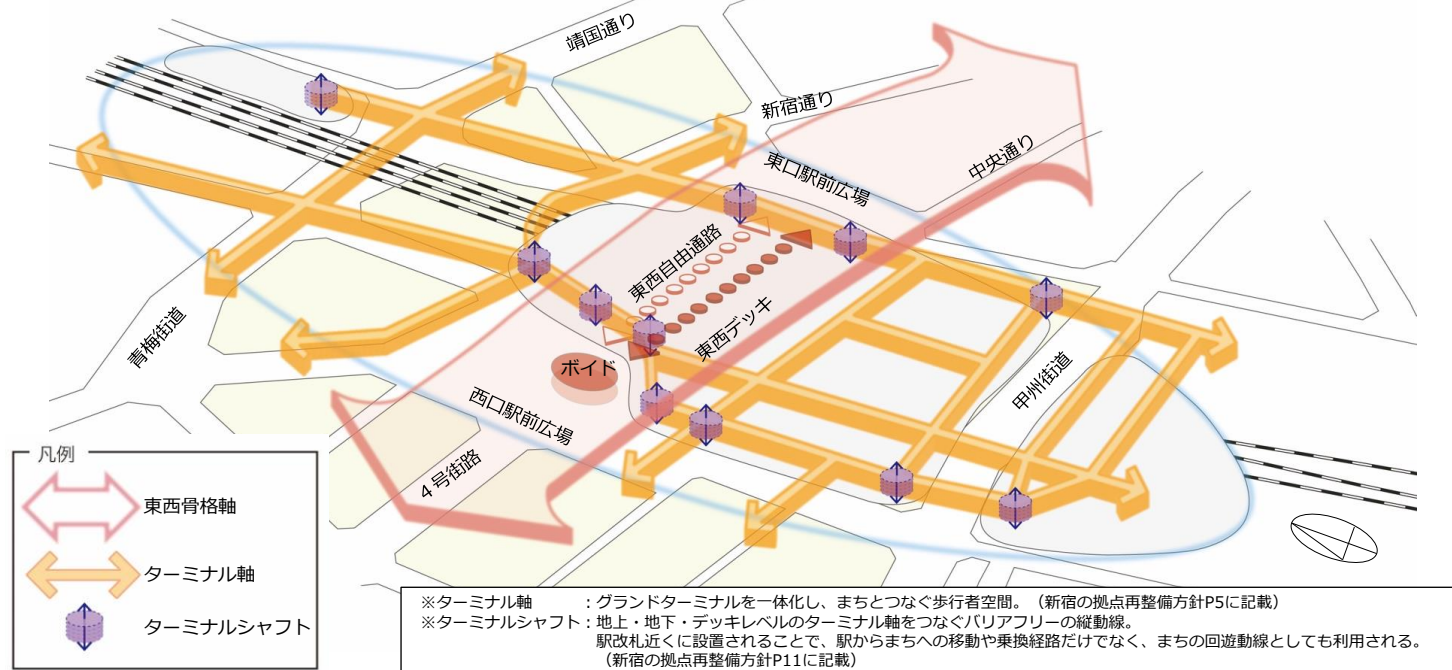 靖国通り
新宿通り
中央通り
東口駅前広場
東西自由通路
東西デッキ
青梅街道
ボイド
甲州街道
西口駅前広場
4号街路
凡例
東西骨格軸
ターミナル軸
ターミナルシャフト
※ターミナル軸　　　：グランドターミナルを一体化し、まちとつなぐ歩行者空間。（新宿の拠点再整備方針P5に記載）
※ターミナルシャフト：地上・地下・デッキレベルのターミナル軸をつなぐバリアフリーの縦動線。
駅改札近くに設置されることで、駅からまちへの移動や乗換経路だけでなく、まちの回遊動線としても利用される。
（新宿の拠点再整備方針P11に記載）